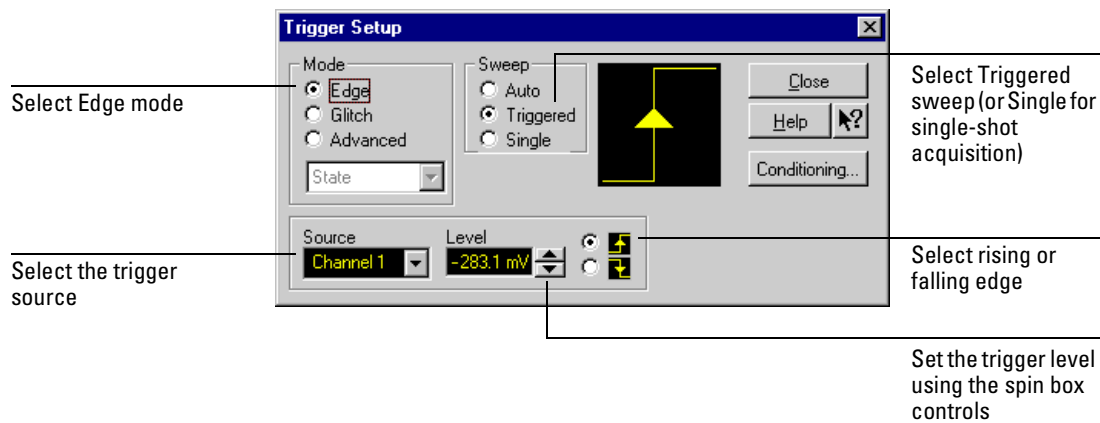 Trigger Setup
Mode
Edge
Glitch
Advanced
State
Sweep
Auto
Triggered
Single
Close
Help
?
Conditioning...
Source
Channel 1
Level
-283.1 mV
Select Edge mode
Select the trigger
source
Select Triggered
sweep (or Single for
single-shot
acquisition)
Select rising or
falling edge
Set the trigger level
using the spin box
controls